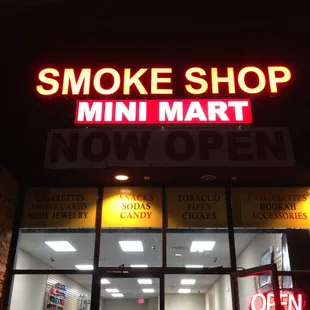 SMOKE SHOP
MINI MART
NOW OPEN
CIGARETTES
PHONE CARDS
BODY JEWELRY
SNACKS
SODAS
CANDY
TOBACCO
PIPES
CIGARS
E-CIGARETTES
HOOKAH
ACCESSORIES
OPEN